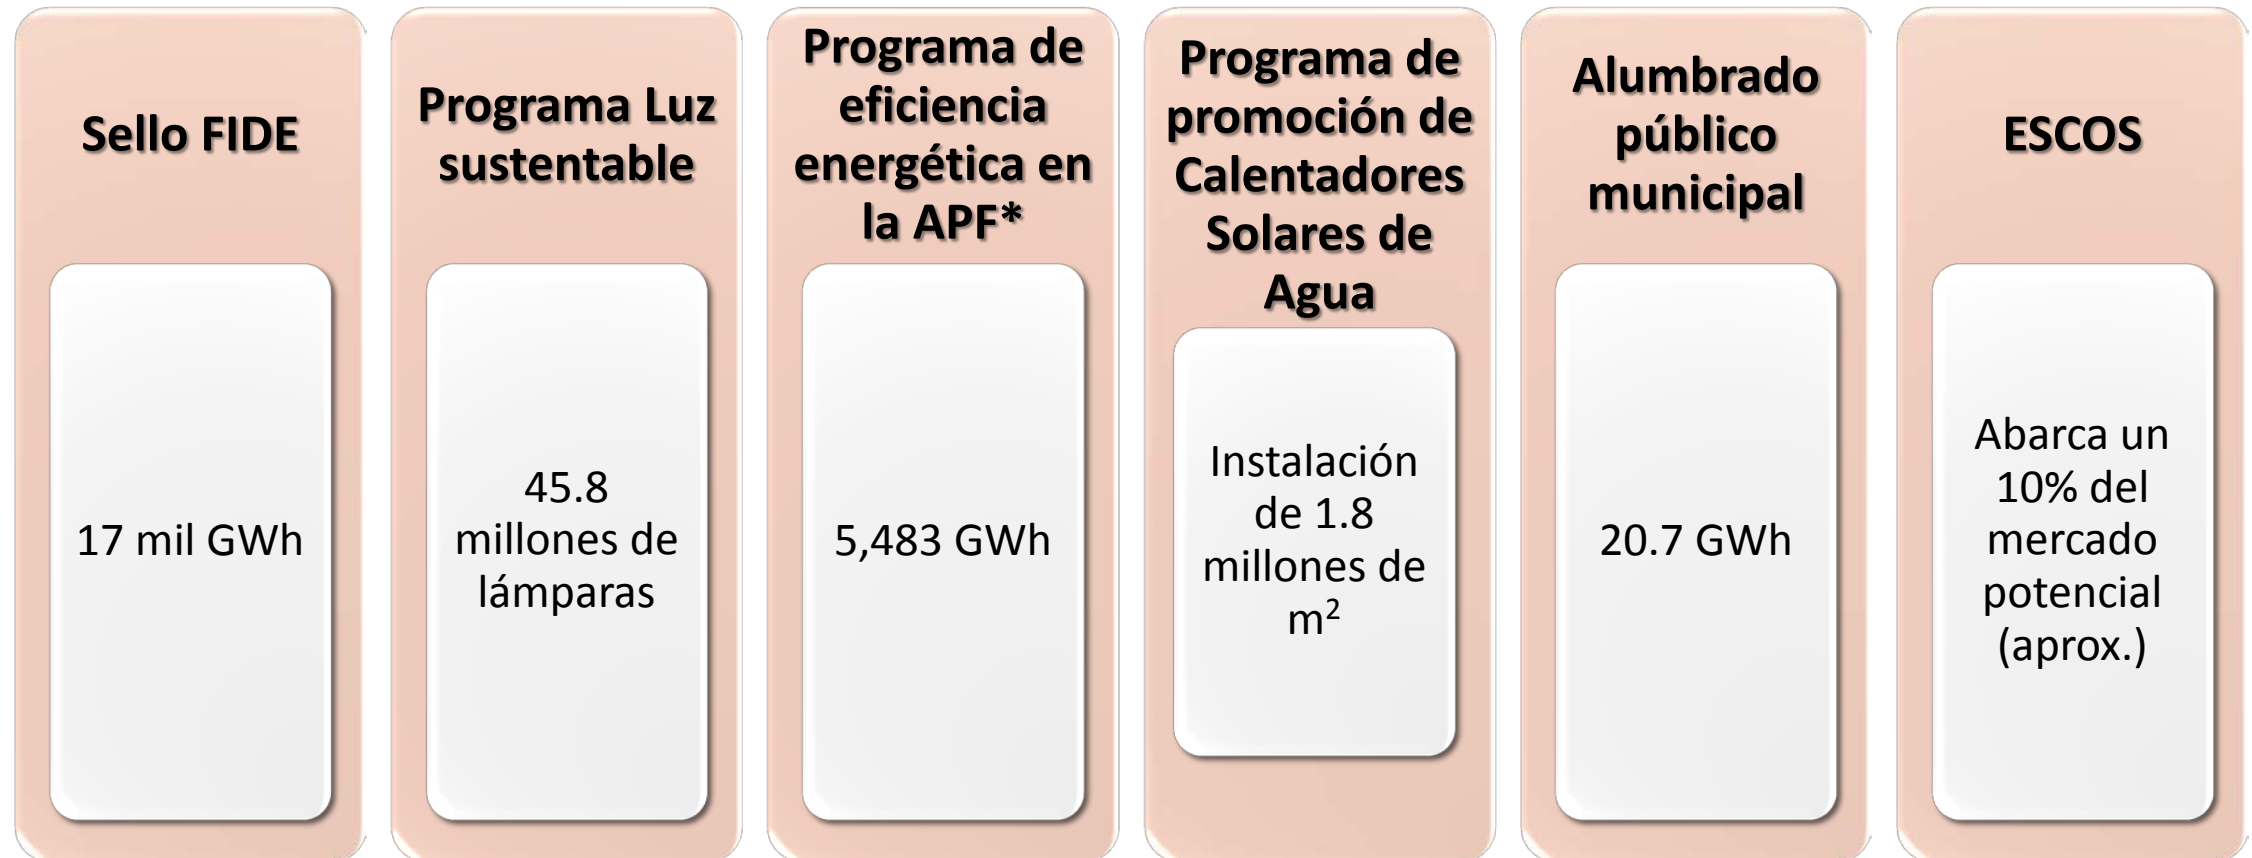 Sello FIDE
17 mil GWh
Programa Luz
sustentable
45.8
millones de
lámparas
Programa de
eficiencia
energética en
la APF*
5,483 GWh
Programa de
promoción de
Calentadores
Solares de
Agua
Instalación
de 1.8
millones de
m²
Alumbrado
público
municipal
20.7 GWh
ESCOS
Abarca un
10% del
mercado
potencial
(aprox.)